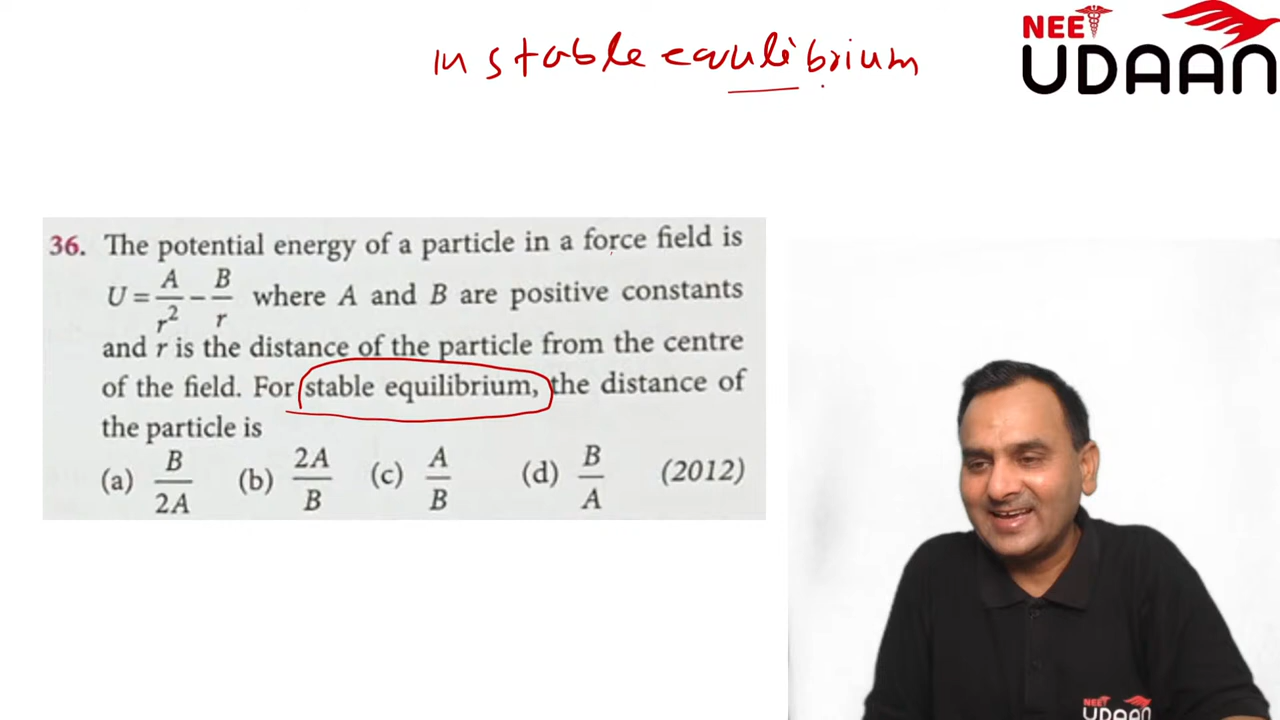 in stable equlibrium
NEET
UDAAN
36. The potential energy of a particle in a force field is
U = A/r² − B/r where A and B are positive constants
and r is the distance of the particle from the centre
of the field. For stable equilibrium, the distance of
the particle is
(a) B/2A (b) 2A/B (c) A/B (d) B/A (2012)
NEET
UDAAN